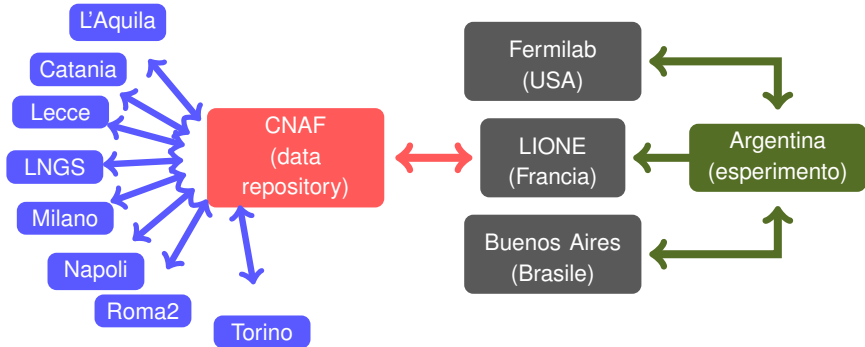 L'Aquila
Catania
Lecce
LNGS
Milano
Napoli
Roma2
Torino
CNAF
(data
repository)
Fermilab
(USA)
LIONE
(Francia)
Buenos Aires
(Brasile)
Argentina
(esperimento)